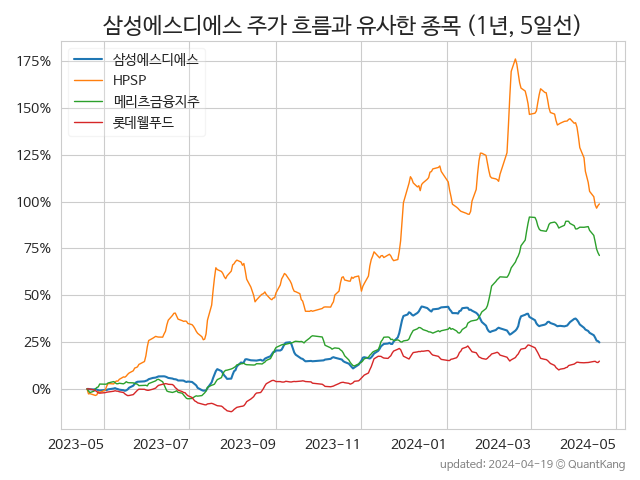 삼성에스디에스 주가 흐름과 유사한 종목 (1년, 5일선)
삼성에스디에스
HPSP
메리츠금융지주
롯데웰푸드
175%
150%
125%
100%
75%
50%
25%
0%
2023-05 2023-07 2023-09 2023-11 2024-01 2024-03 2024-05
updated: 2024-04-19 © QuantKang